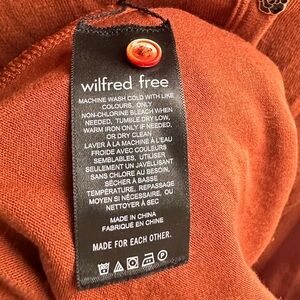 wilfred free
MACHINE WASH COLD WITH LIKE
COLOURS, ONLY
NON-CHLORINE BLEACH WHEN
NEEDED, TUMBLE DRY LOW,
WARM IRON ONLY IF NEEDED,
OR DRY CLEAN
LAVER À LA MACHINE À L'EAU
FROIDE AVEC COULEURS
SEMBLABLES, UTILISER
UNIQUEMENT UN JAVELLISANT
SANS CHLORE AU BESOIN,
SÉCHER À BASSE
TEMPÉRATURE, REPASSAGE
MOYEN SI NÉCESSAIRE, OU
NETTOYER À SEC
MADE IN CHINA
FABRIQUÉ EN CHINE
MADE FOR EACH OTHER.